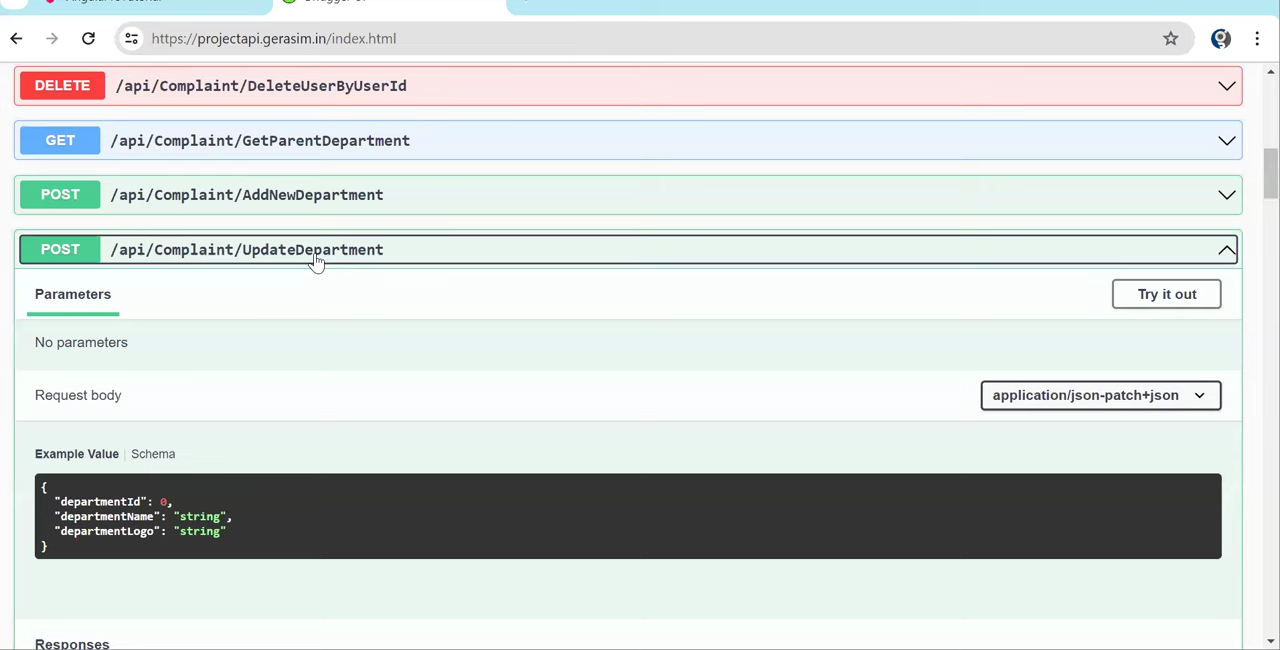 https://projectapi.gerasim.in/index.html
DELETE /api/Complaint/DeleteUserByUserId
GET /api/Complaint/GetParentDepartment
POST /api/Complaint/AddNewDepartment
POST /api/Complaint/UpdateDepartment
Parameters
Try it out
No parameters
Request body
application/json-patch+json
Example Value | Schema
{
"departmentId": 0,
"departmentName": "string",
"departmentLogo": "string"
}
Responses